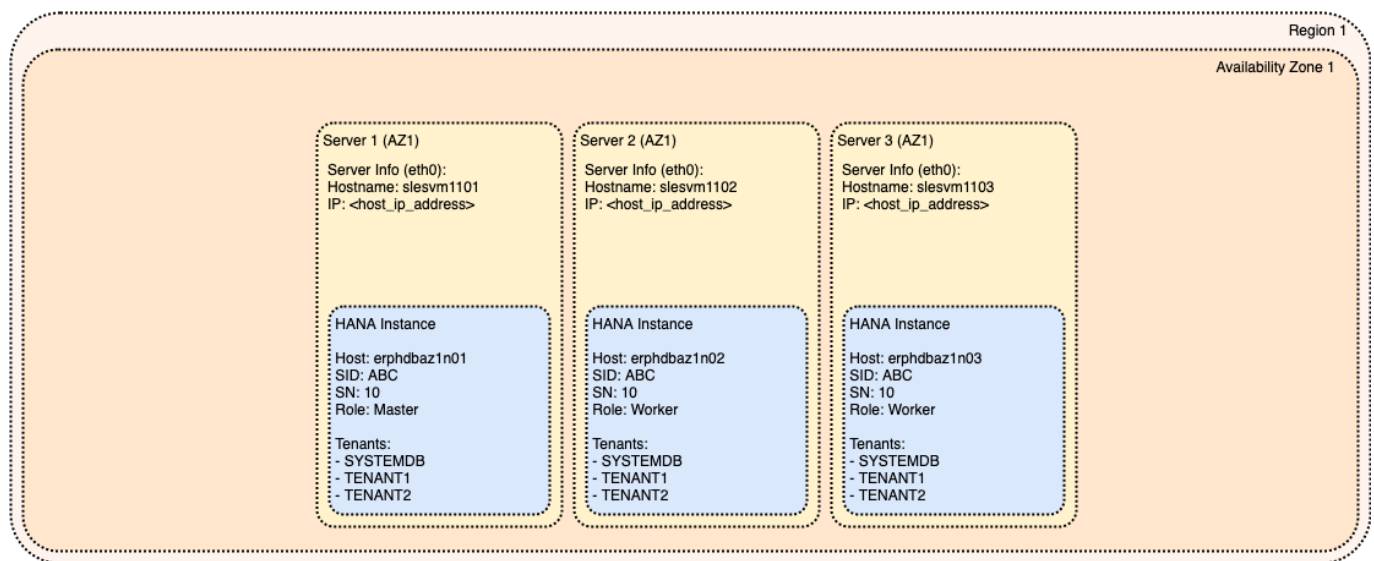 Region 1
Availability Zone 1
Server 1 (AZ1)
Server Info (eth0):
Hostname: slesvm1101
IP: <host_ip_address>
HANA Instance
Host: erphdbaz1n01
SID: ABC
SN: 10
Role: Master
Tenants:
- SYSTEMDB
- TENANT1
- TENANT2
Server 2 (AZ1)
Server Info (eth0):
Hostname: slesvm1102
IP: <host_ip_address>
HANA Instance
Host: erphdbaz1n02
SID: ABC
SN: 10
Role: Worker
Tenants:
- SYSTEMDB
- TENANT1
- TENANT2
Server 3 (AZ1)
Server Info (eth0):
Hostname: slesvm1103
IP: <host_ip_address>
HANA Instance
Host: erphdbaz1n03
SID: ABC
SN: 10
Role: Worker
Tenants:
- SYSTEMDB
- TENANT1
- TENANT2